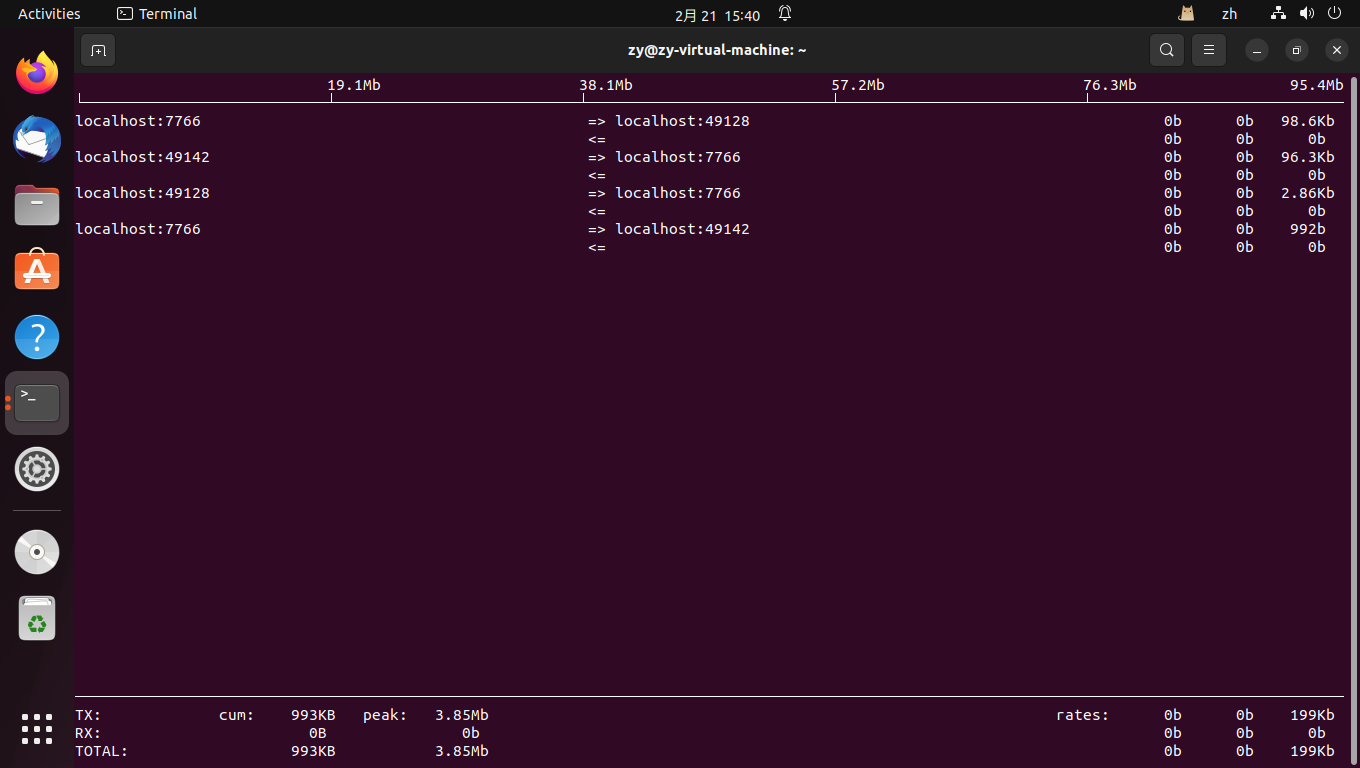 Activities Terminal 2月 21 15:40 zh
zy@zy-virtual-machine: ~
19.1Mb 38.1Mb 57.2Mb 76.3Mb 95.4Mb
localhost:7766 => localhost:49128 0b 0b 98.6Kb
<= 0b 0b 0b
localhost:49142 => localhost:7766 0b 0b 96.3Kb
<= 0b 0b 0b
localhost:49128 => localhost:7766 0b 0b 2.86Kb
<= 0b 0b 0b
localhost:7766 => localhost:49142 0b 0b 992b
<= 0b 0b 0b
TX: cum: 993KB peak: 3.85Mb rates: 0b 0b 199Kb
RX: 0B 0b 0b 0b 0b
TOTAL: 993KB 3.85Mb 0b 0b 199Kb